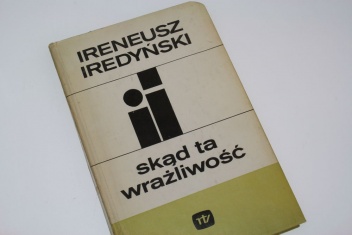 IRENEUSZ
IREDYŃSKI
skąd ta
wrażliwość